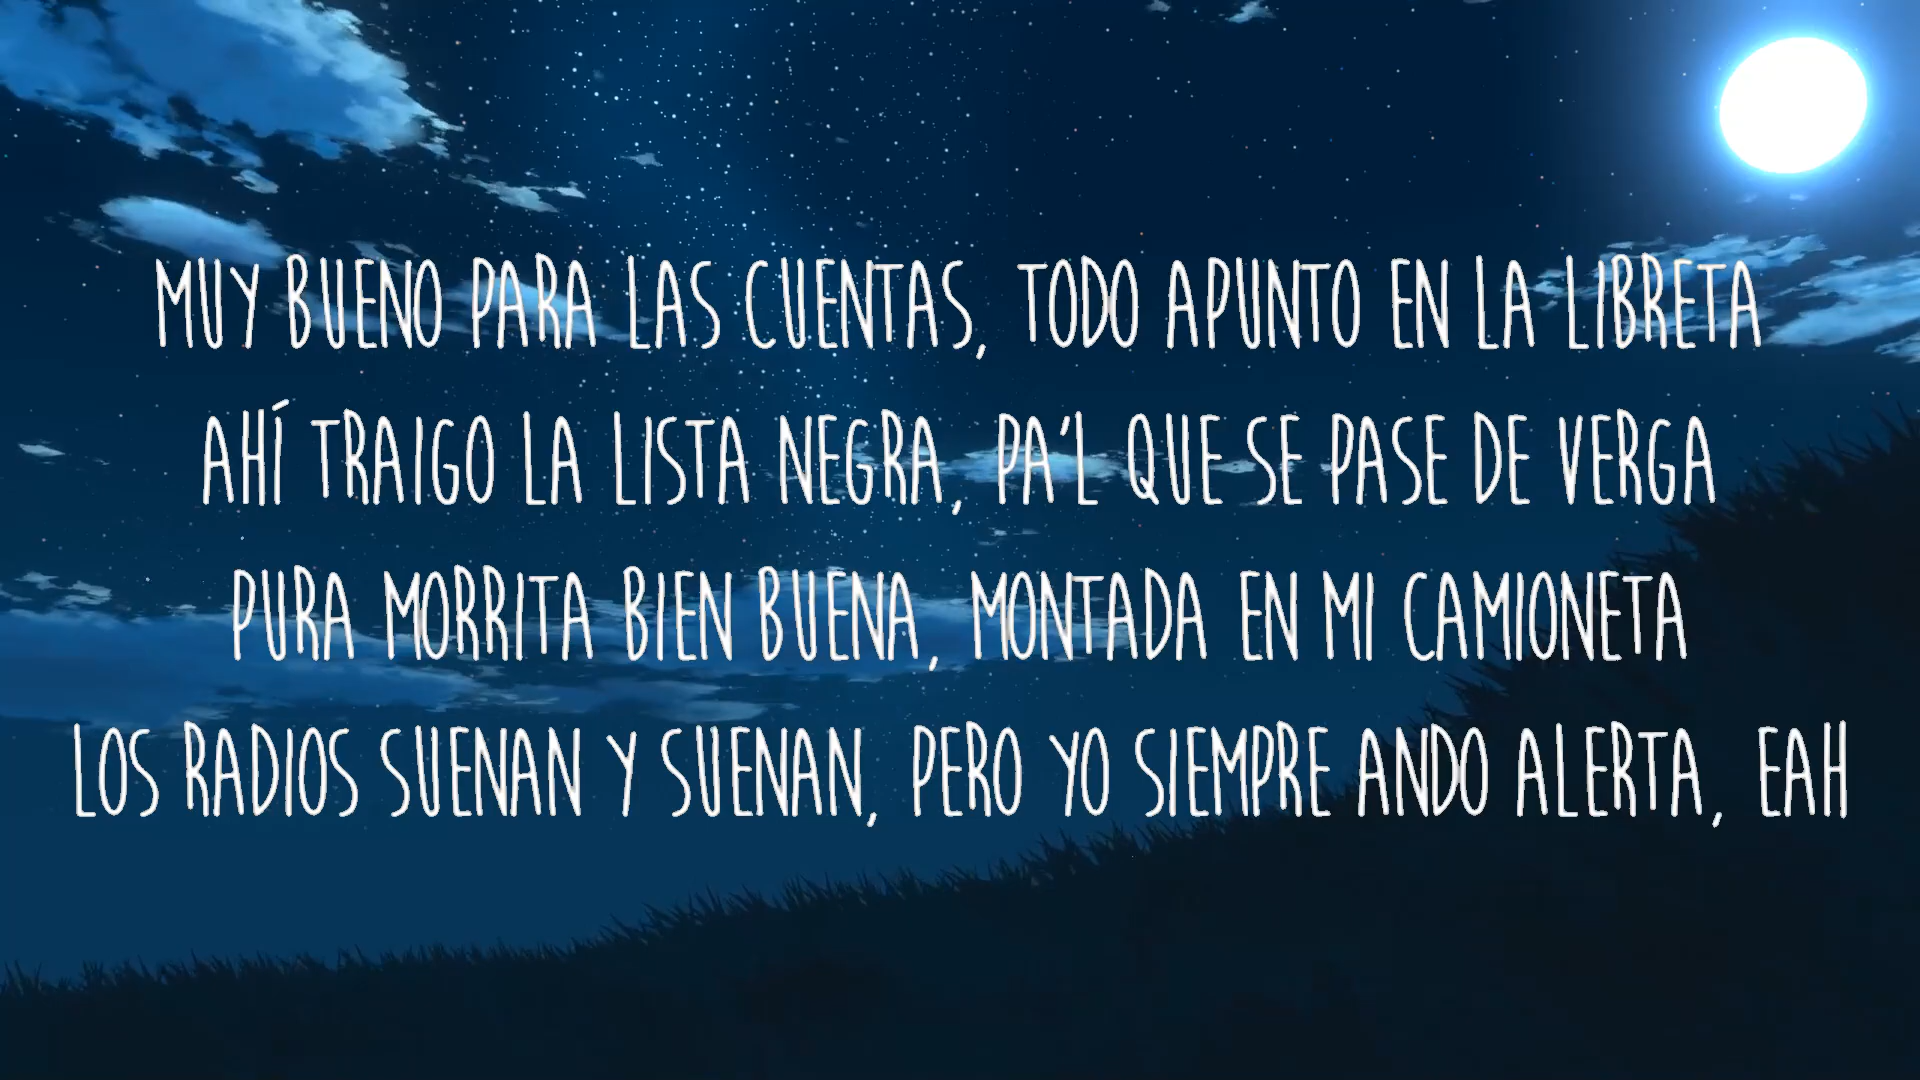 MUY BUENO PARA LAS CUENTAS, TODO APUNTO EN LA LIBRETA
AHÍ TRAIGO LA LISTA NEGRA, PA'L QUE SE PASE DE VERGA
PURA MORRITA BIEN BUENA, MONTADA EN MI CAMIONETA
LOS RADIOS SUENAN Y SUENAN, PERO YO SIEMPRE ANDO ALERTA, EAH